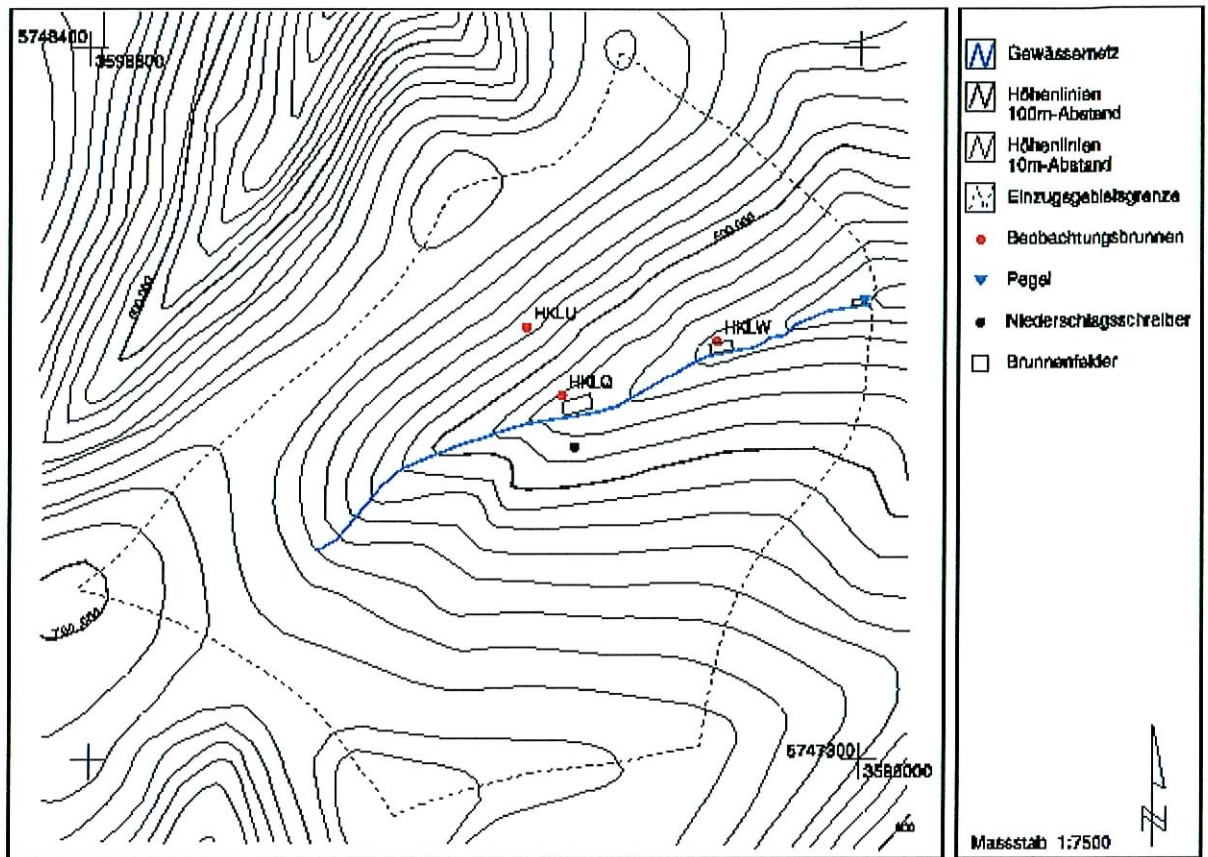 5748400
3598800
600.000
600.000
HKLU
HKLW
HKLQ
700.000
5747300
3598000
600
Gewässernetz
Höhenlinien
100m-Abstand
Höhenlinien
10m-Abstand
Einzugsgebietsgrenze
Beobachtungsbrunnen
Pegel
Niederschlagsschreiber
Brunnenfelder
N
Massstab 1:7500